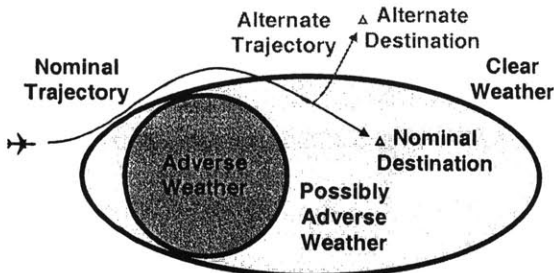 Alternate
Trajectory
Alternate
Destination
Nominal
Trajectory
Clear
Weather
Adverse
Weather
Nominal
Destination
Possibly
Adverse
Weather